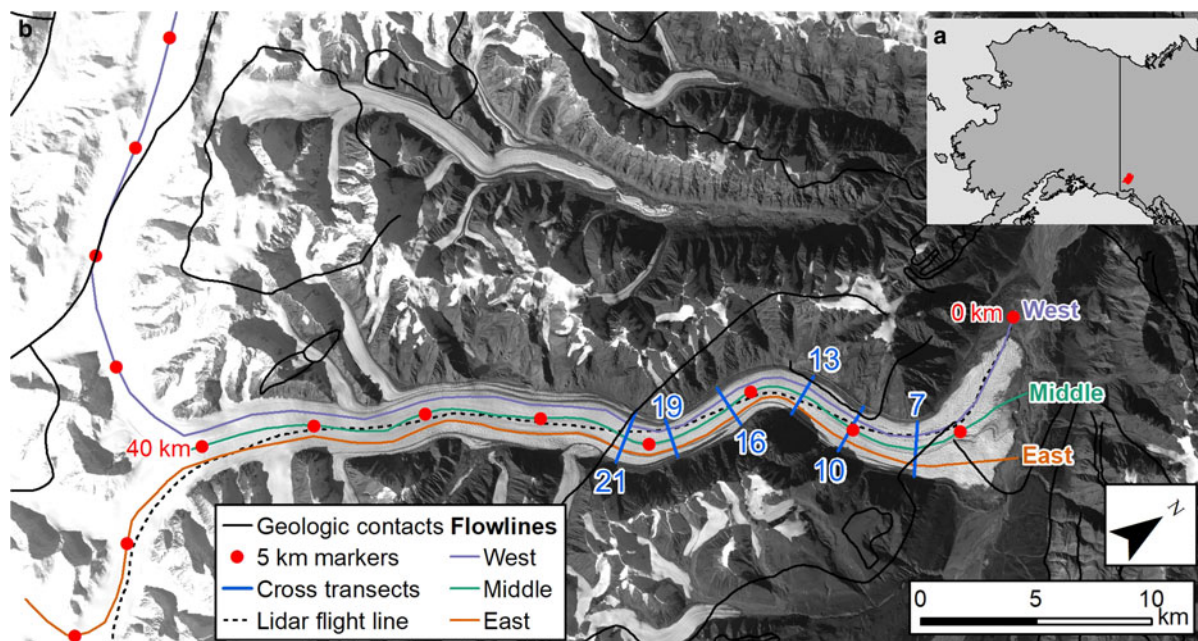 b
a
0 km
West
Middle
East
40 km
21
19
16
13
10
7
Geologic contacts
5 km markers
Cross transects
Lidar flight line
Flowlines
West
Middle
East
N
0 5 10
km